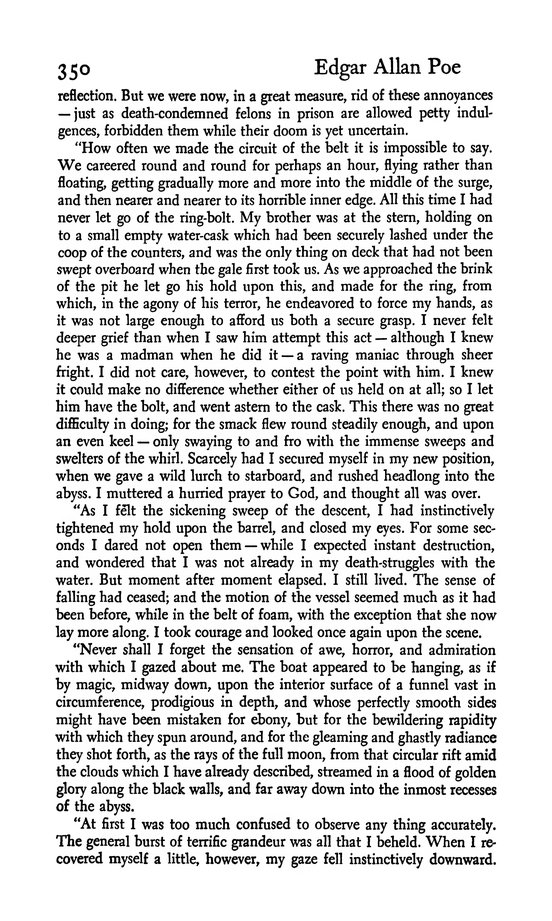 350 Edgar Allan Poe
reflection. But we were now, in a great measure, rid of these annoyances
— just as death-condemned felons in prison are allowed petty indul-
gences, forbidden them while their doom is yet uncertain.
"How often we made the circuit of the belt it is impossible to say.
We careered round and round for perhaps an hour, flying rather than
floating, getting gradually more and more into the middle of the surge,
and then nearer and nearer to its horrible inner edge. All this time I had
never let go of the ring-bolt. My brother was at the stern, holding on
to a small empty water-cask which had been securely lashed under the
coop of the counters, and was the only thing on deck that had not been
swept overboard when the gale first took us. As we approached the brink
of the pit he let go his hold upon this, and made for the ring, from
which, in the agony of his terror, he endeavored to force my hands, as
it was not large enough to afford us both a secure grasp. I never felt
deeper grief than when I saw him attempt this act — although I knew
he was a madman when he did it — a raving maniac through sheer
fright. I did not care, however, to contest the point with him. I knew
it could make no difference whether either of us held on at all; so I let
him have the bolt, and went astern to the cask. This there was no great
difficulty in doing; for the smack flew round steadily enough, and upon
an even keel — only swaying to and fro with the immense sweeps and
swelters of the whirl. Scarcely had I secured myself in my new position,
when we gave a wild lurch to starboard, and rushed headlong into the
abyss. I muttered a hurried prayer to God, and thought all was over.
"As I felt the sickening sweep of the descent, I had instinctively
tightened my hold upon the barrel, and closed my eyes. For some sec-
onds I dared not open them — while I expected instant destruction,
and wondered that I was not already in my death-struggles with the
water. But moment after moment elapsed. I still lived. The sense of
falling had ceased; and the motion of the vessel seemed much as it had
been before, while in the belt of foam, with the exception that she now
lay more along. I took courage and looked once again upon the scene.
"Never shall I forget the sensation of awe, horror, and admiration
with which I gazed about me. The boat appeared to be hanging, as if
by magic, midway down, upon the interior surface of a funnel vast in
circumference, prodigious in depth, and whose perfectly smooth sides
might have been mistaken for ebony, but for the bewildering rapidity
with which they spun around, and for the gleaming and ghastly radiance
they shot forth, as the rays of the full moon, from that circular rift amid
the clouds which I have already described, streamed in a flood of golden
glory along the black walls, and far away down into the inmost recesses
of the abyss.
"At first I was too much confused to observe any thing accurately.
The general burst of terrific grandeur was all that I beheld. When I re-
covered myself a little, however, my gaze fell instinctively downward.